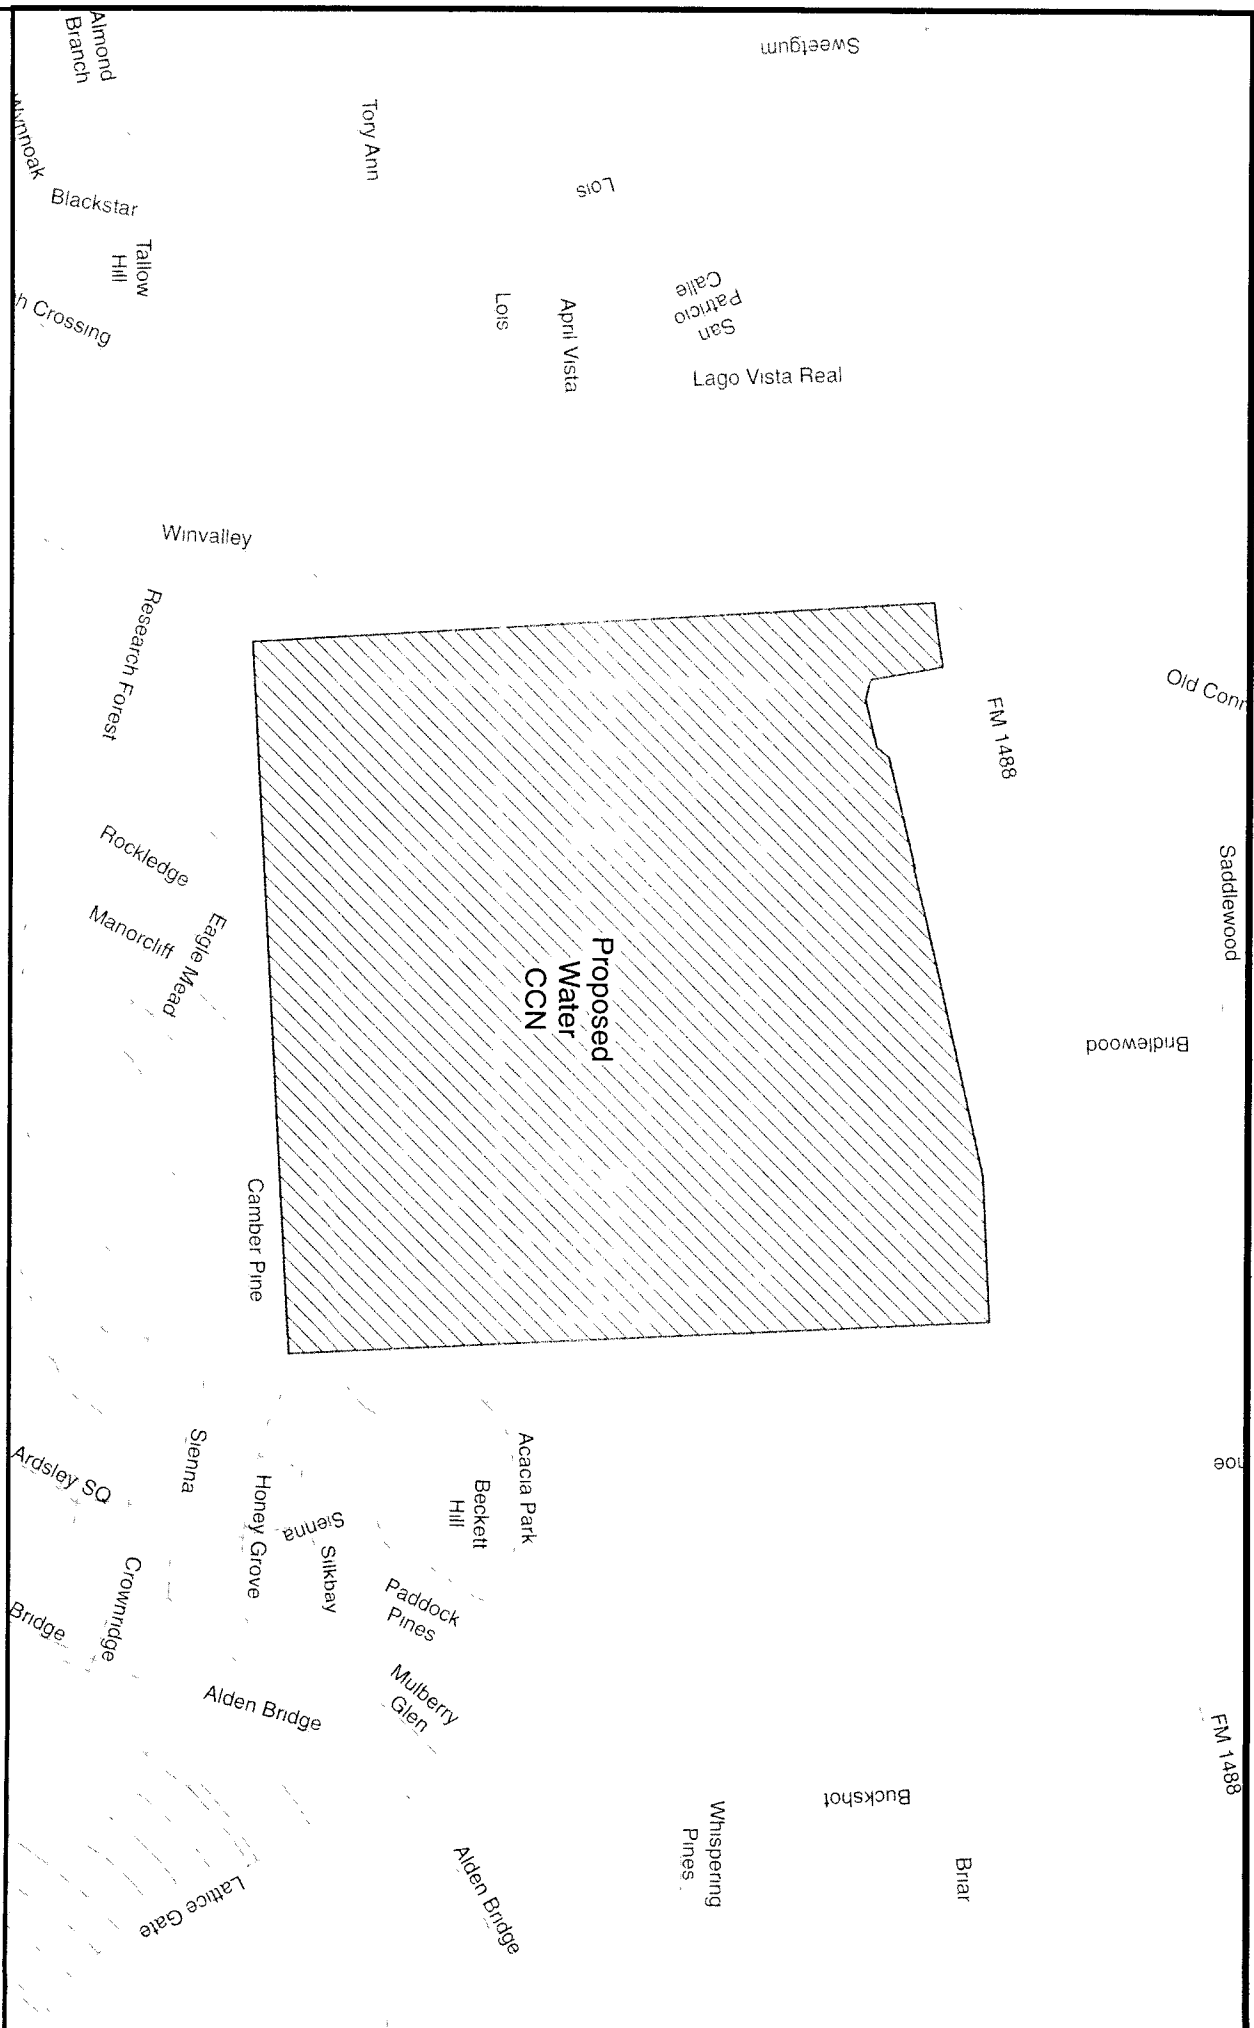 Almond
Branch
Sweetgum
Tory Ann
Wynnoak
Blackstar
Lois
Tallow
Hill
h Crossing
Lois
April Vista
San
Patricio
Calle
Lago Vista Real
Winvalley
Research Forest
Old Conr
FM 1488
Rockledge
Manorcliff
Eagle Mead
Saddlewood
Proposed
Water
CCN
Bridlewood
Camber Pine
Ardsley SQ
Sienna
Honey Grove
Sienna
Silkbay
Acacia Park
Beckett
Hill
Paddock
Pines
Crownridge
Bridge
Alden Bridge
Mulberry
Glen
FM 1488
Buckshot
Whispering
Pines
Briar
Alden Bridge
Lattice Gate